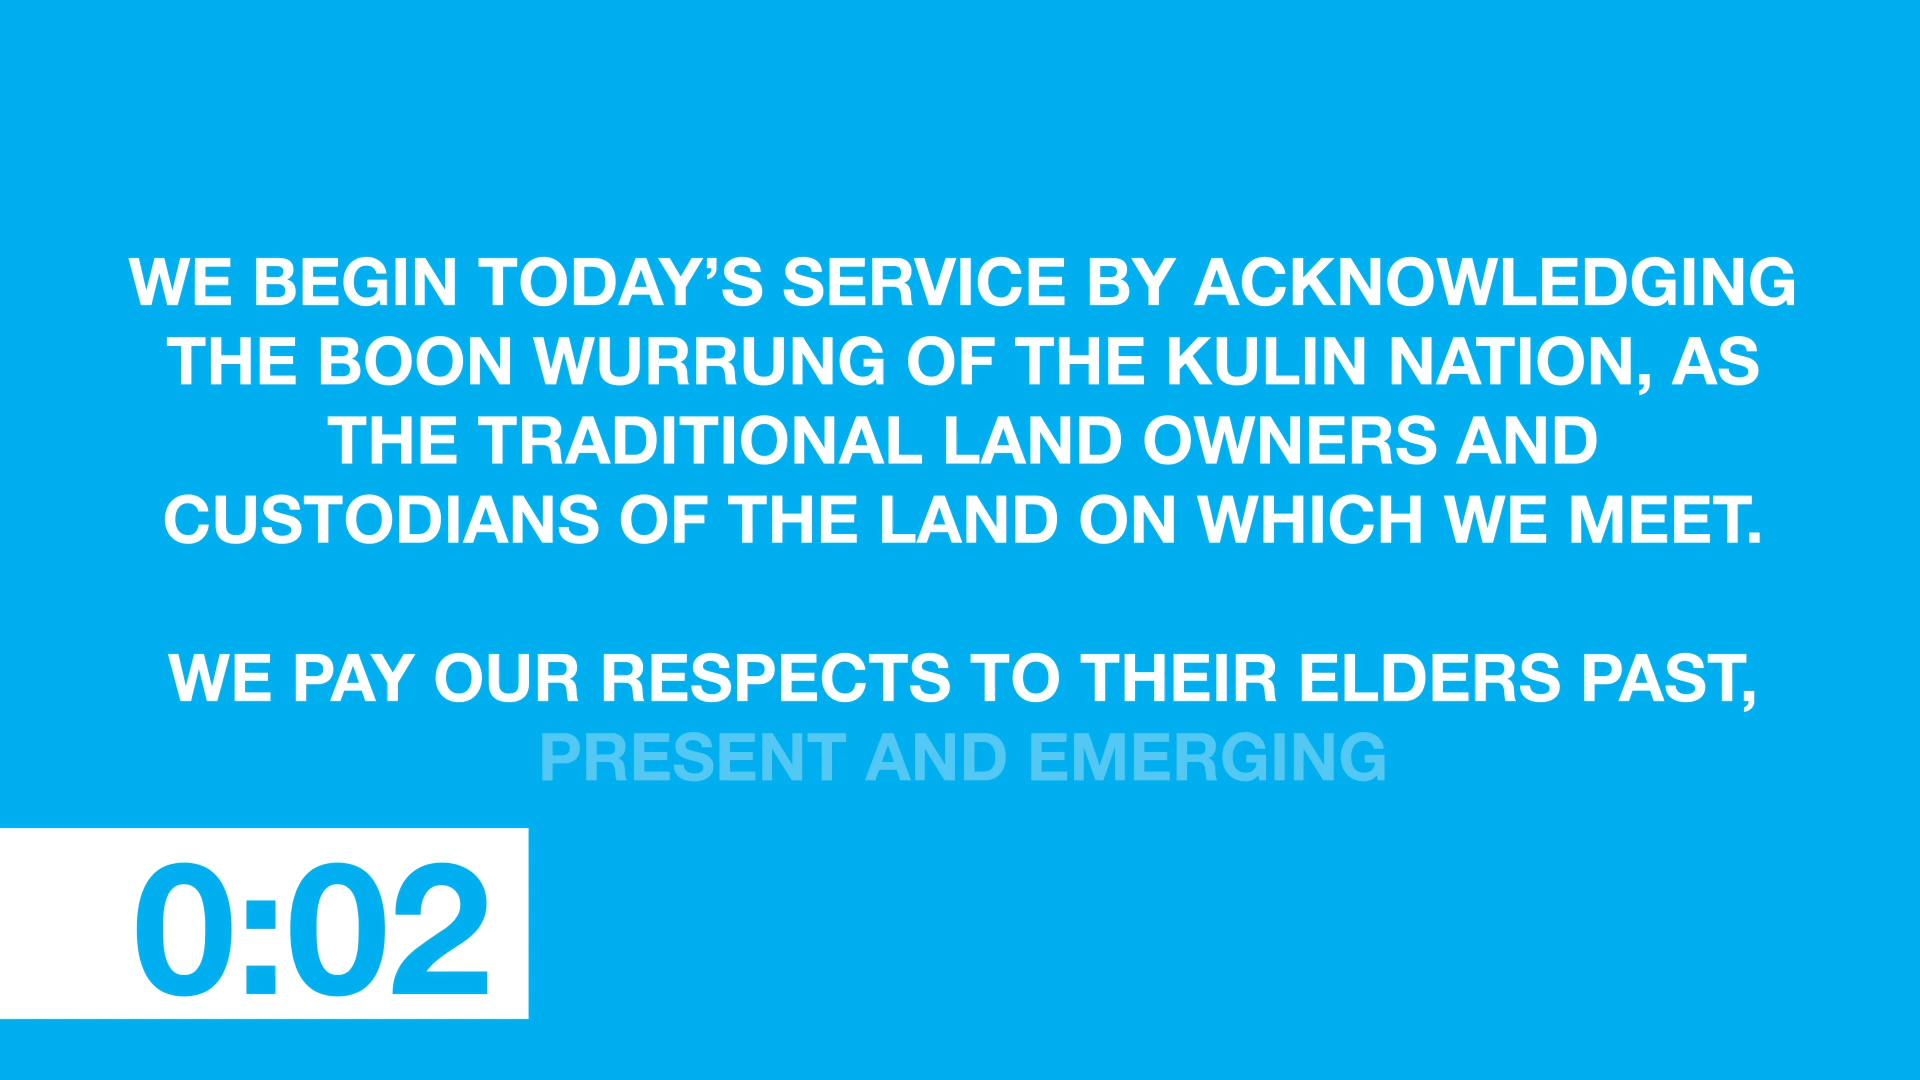 WE BEGIN TODAY’S SERVICE BY ACKNOWLEDGING
THE BOON WURRUNG OF THE KULIN NATION, AS
THE TRADITIONAL LAND OWNERS AND
CUSTODIANS OF THE LAND ON WHICH WE MEET.
WE PAY OUR RESPECTS TO THEIR ELDERS PAST,
PRESENT AND EMERGING
0:02